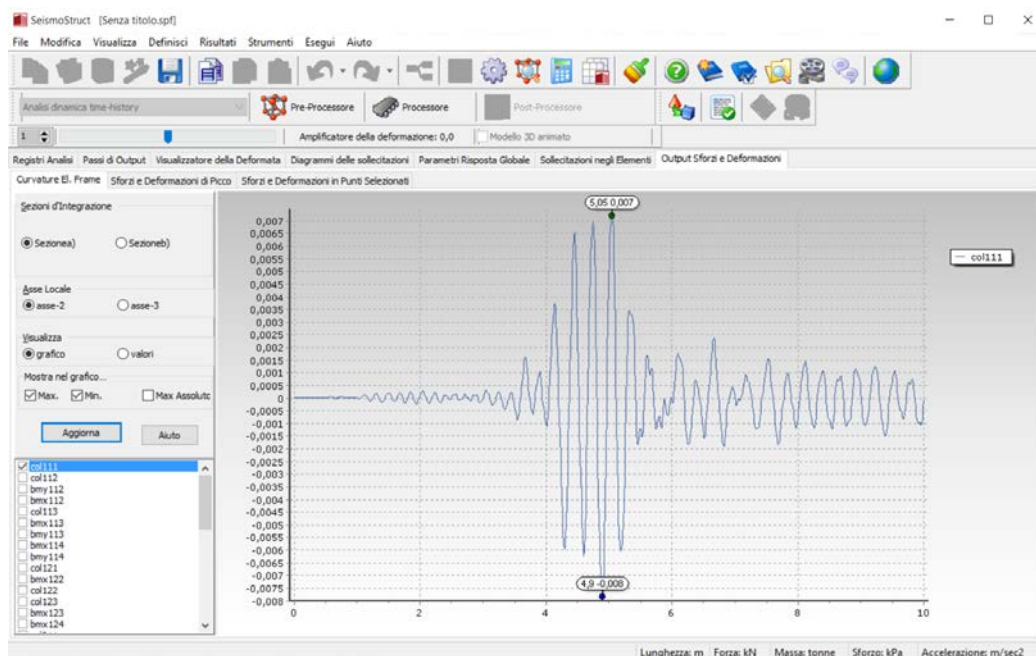 SeismoStruct [Senza titolo.spf]
File Modifica Visualizza Definisci Risultati Strumenti Esegui Aiuto
Analisi dinamica time-history Pre-Processore Processore Post-Processore
1 Amplificatore della deformazione: 0,0 Modello 3D animato
Registri Analisi Passi di Output Visualizzatore della Deformata Diagrammi delle sollecitazioni Parametri Risposta Globale Sollecitazioni negli Elementi Output Sforzi e Deformazioni
Curvature El. Frame Sforzi e Deformazioni di Picco Sforzi e Deformazioni in Punti Selezionati
Sezioni d'Integrazione
Sezionea) Sezioneb)
Asse Locale
asse-2 asse-3
Visualizza
grafico valori
Mostra nel grafico...
Max. Min. Max Assolutc
Aggiorna Aiuto
col111
col112
bmy112
bmx112
col113
bmx113
bmy113
bmx114
bmy114
col121
bmx122
col122
col123
bmx123
bmx124
5,05 0,007
0,007
0,0065
0,006
0,0055
0,005
0,0045
0,004
0,0035
0,003
0,0025
0,002
0,0015
0,001
0,0005
0
-0,0005
-0,001
-0,0015
-0,002
-0,0025
-0,003
-0,0035
-0,004
-0,0045
-0,005
-0,0055
-0,006
-0,0065
-0,007
-0,0075
-0,008
4,9 -0,008
0 2 4 6 8 10
col111
Lunghezza: m Forza: kN Massa: tonne Sforzo: kPa Accelerazione: m/sec2